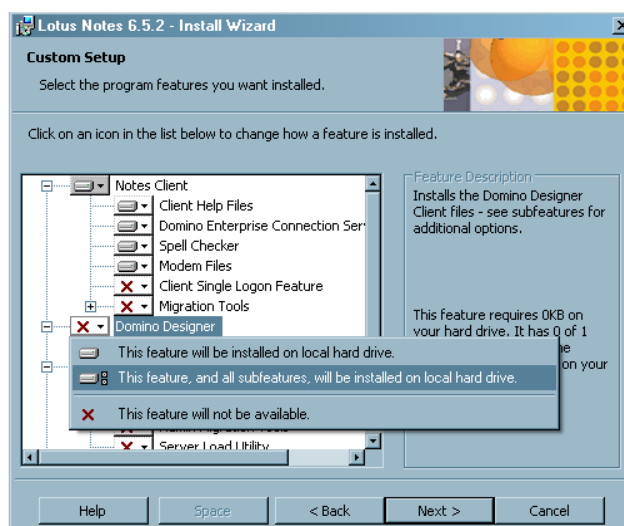 Lotus Notes 6.5.2 - Install Wizard
Custom Setup
Select the program features you want installed.
Click on an icon in the list below to change how a feature is installed.
Notes Client
Client Help Files
Domino Enterprise Connection Ser
Spell Checker
Modem Files
Client Single Logon Feature
Migration Tools
Domino Designer
This feature will be installed on local hard drive.
This feature, and all subfeatures, will be installed on local hard drive.
This feature will not be available.
Server Load Utility
Feature Description
Installs the Domino Designer
Client files - see subfeatures for
additional options.
This feature requires 0KB on
your hard drive. It has 0 of 1
on your
Help
Space
< Back
Next >
Cancel